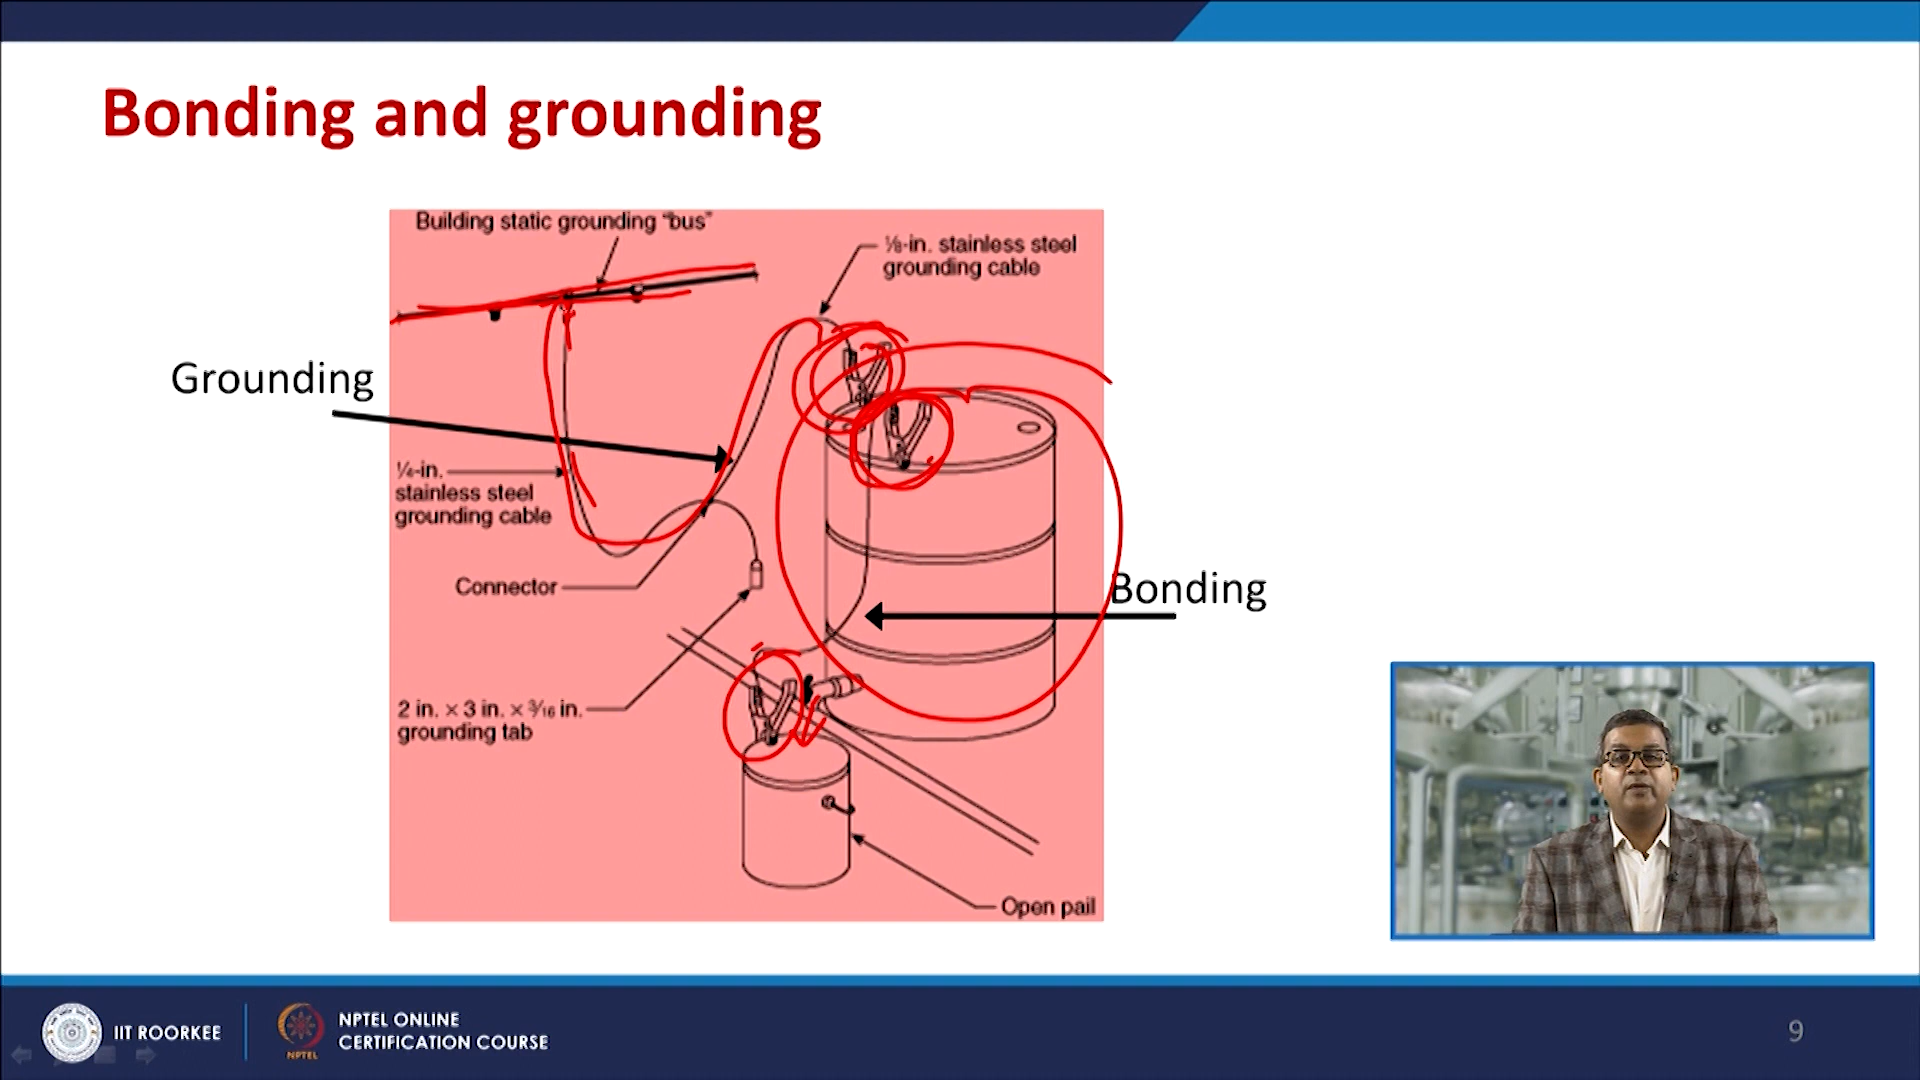 Bonding and grounding
Building static grounding “bus”
⅛-in. stainless steel
grounding cable
Grounding
¼-in.
stainless steel
grounding cable
Connector
Bonding
2 in. × 3 in. × 3⁄16 in.
grounding tab
Open pail
IIT ROORKEE
NPTEL
NPTEL ONLINE
CERTIFICATION COURSE
9